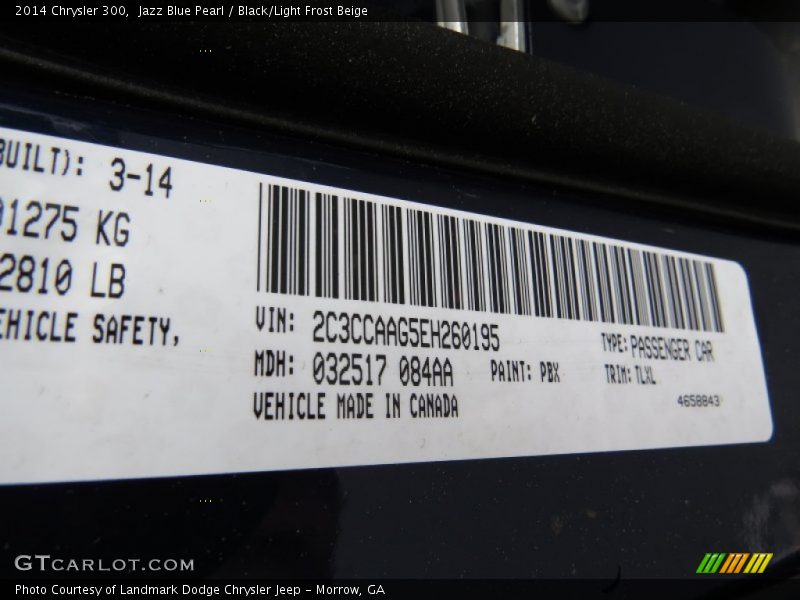 2014 Chrysler 300,  Jazz Blue Pearl / Black/Light Frost Beige
BUILT): 3-14
01275 KG
2810 LB
EHICLE SAFETY,
VIN: 2C3CCAAG5EH260195
TYPE: PASSENGER CAR
MDH: 032517 084AA PAINT: PBX TRIM: TLXL
VEHICLE MADE IN CANADA
4658843
GTCARLOT.COM
Photo Courtesy of Landmark Dodge Chrysler Jeep - Morrow, GA